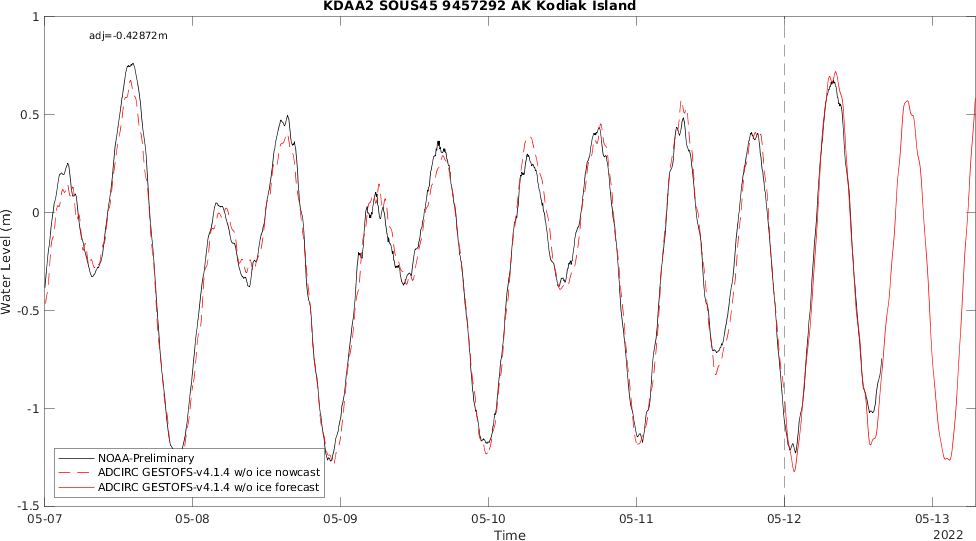 KDAA2 SOUS45 9457292 AK Kodiak Island
adj=-0.42872m
1
0.5
0
-0.5
-1
-1.5
Water Level (m)
NOAA-Preliminary
ADCIRC GESTOFS-v4.1.4 w/o ice nowcast
ADCIRC GESTOFS-v4.1.4 w/o ice forecast
05-07 05-08 05-09 05-10 05-11 05-12 05-13
Time
2022